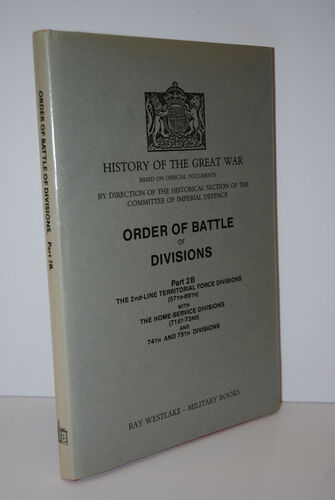 ORDER OF BATTLE OF DIVISIONS. Part 2B.
HISTORY OF THE GREAT WAR
BASED ON OFFICIAL DOCUMENTS
BY DIRECTION OF THE HISTORICAL SECTION OF THE
COMMITTEE OF IMPERIAL DEFENCE
ORDER OF BATTLE
OF
DIVISIONS
Part 2B
THE 2nd-LINE TERRITORIAL FORCE DIVISIONS
(57TH-69TH)
WITH
THE HOME-SERVICE DIVISIONS
(71ST-73RD)
AND
74TH AND 75TH DIVISIONS
RAY WESTLAKE - MILITARY BOOKS